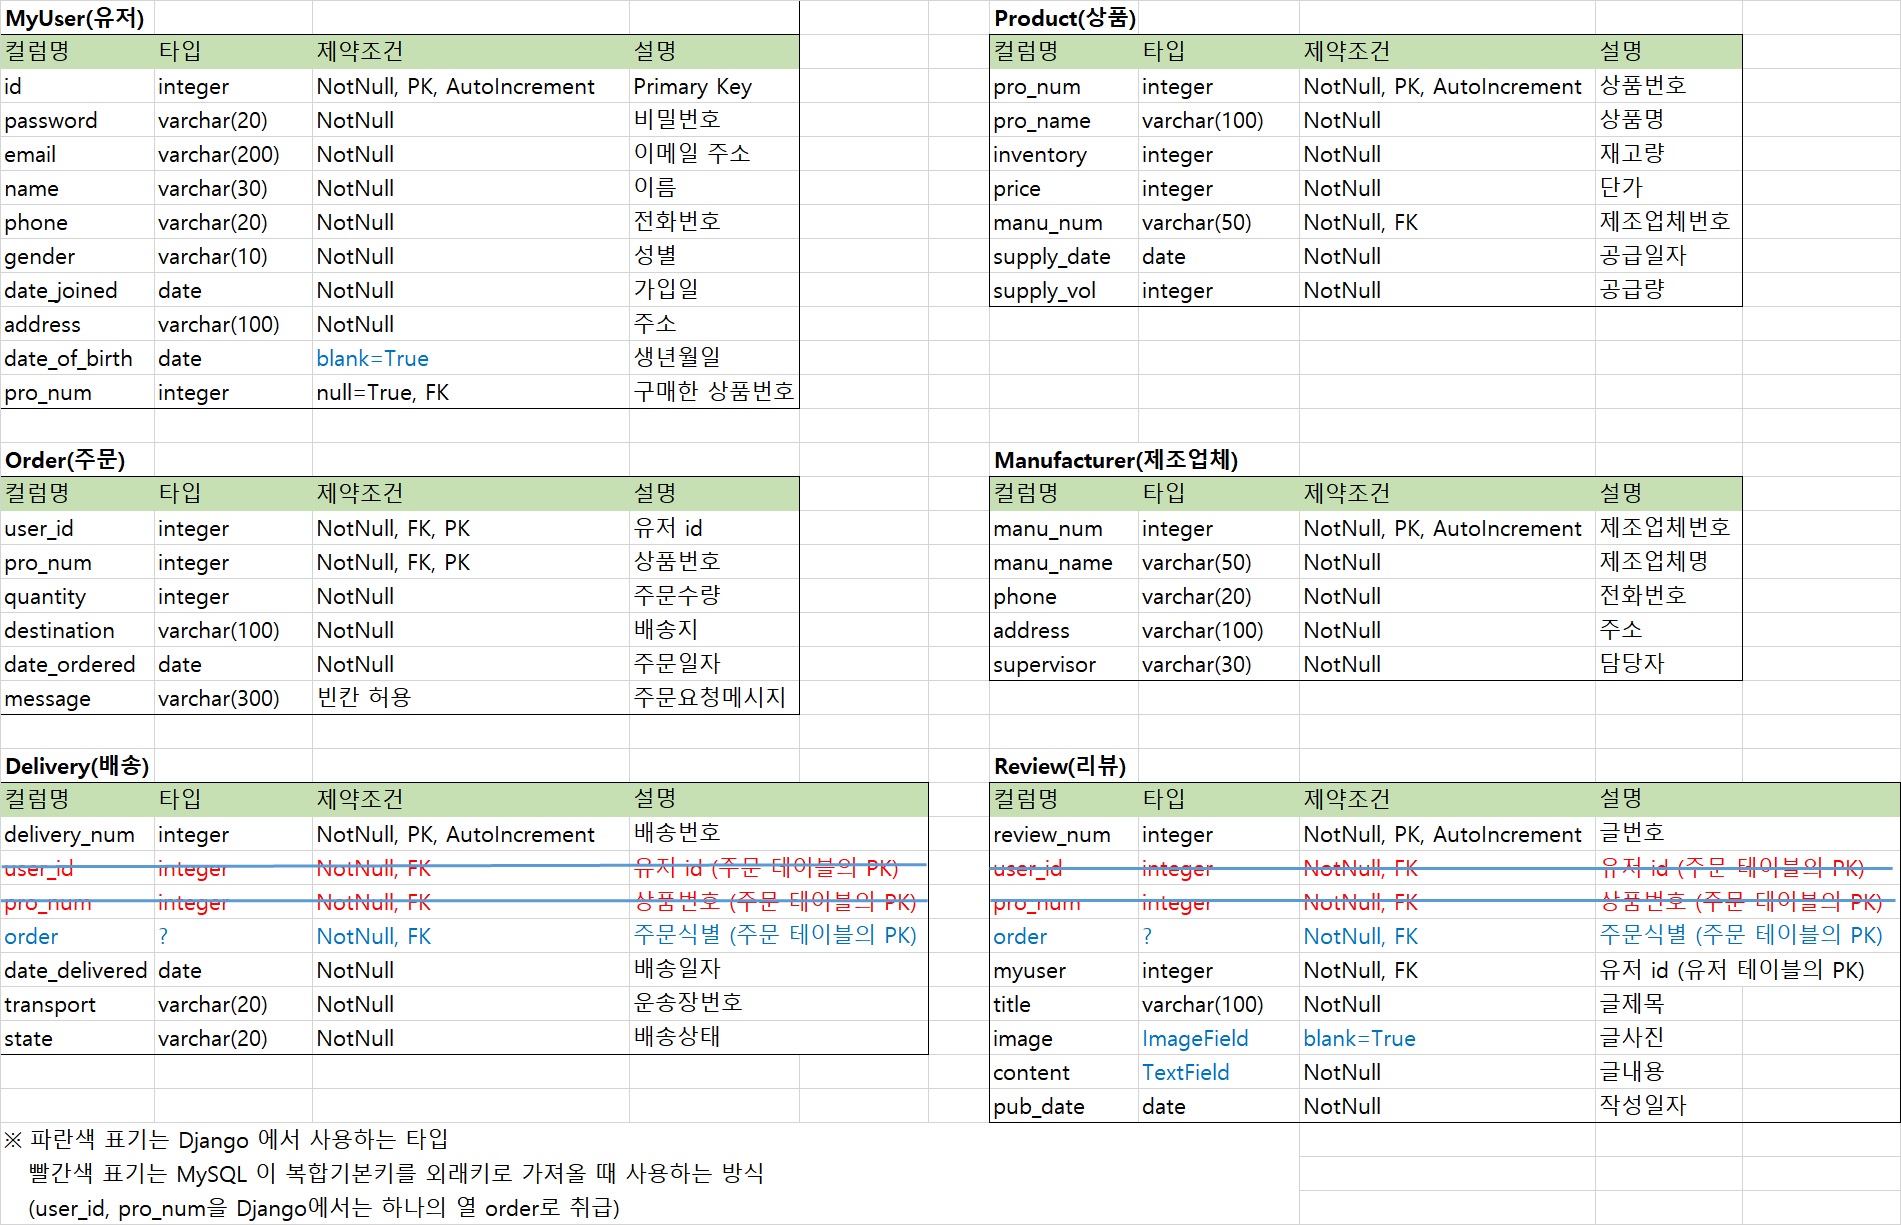 MyUser(유저)
컬럼명 타입 제약조건 설명
id integer NotNull, PK, AutoIncrement Primary Key
password varchar(20) NotNull 비밀번호
email varchar(200) NotNull 이메일 주소
name varchar(30) NotNull 이름
phone varchar(20) NotNull 전화번호
gender varchar(10) NotNull 성별
date_joined date NotNull 가입일
address varchar(100) NotNull 주소
date_of_birth date blank=True 생년월일
pro_num integer null=True, FK 구매한 상품번호
Product(상품)
컬럼명 타입 제약조건 설명
pro_num integer NotNull, PK, AutoIncrement 상품번호
pro_name varchar(100) NotNull 상품명
inventory integer NotNull 재고량
price integer NotNull 단가
manu_num varchar(50) NotNull, FK 제조업체번호
supply_date date NotNull 공급일자
supply_vol integer NotNull 공급량
Order(주문)
컬럼명 타입 제약조건 설명
user_id integer NotNull, FK, PK 유저 id
pro_num integer NotNull, FK, PK 상품번호
quantity integer NotNull 주문수량
destination varchar(100) NotNull 배송지
date_ordered date NotNull 주문일자
message varchar(300) 빈칸 허용 주문요청메시지
Manufacturer(제조업체)
컬럼명 타입 제약조건 설명
manu_num integer NotNull, PK, AutoIncrement 제조업체번호
manu_name varchar(50) NotNull 제조업체명
phone varchar(20) NotNull 전화번호
address varchar(100) NotNull 주소
supervisor varchar(30) NotNull 담당자
Delivery(배송)
컬럼명 타입 제약조건 설명
delivery_num integer NotNull, PK, AutoIncrement 배송번호
user_id integer NotNull, FK 유저 id (주문 테이블의 PK)
pro_num integer NotNull, FK 상품번호 (주문 테이블의 PK)
order ? NotNull, FK 주문식별 (주문 테이블의 PK)
date_delivered date NotNull 배송일자
transport varchar(20) NotNull 운송장번호
state varchar(20) NotNull 배송상태
Review(리뷰)
컬럼명 타입 제약조건 설명
review_num integer NotNull, PK, AutoIncrement 글번호
user_id integer NotNull, FK 유저 id (주문 테이블의 PK)
pro_num integer NotNull, FK 상품번호 (주문 테이블의 PK)
order ? NotNull, FK 주문식별 (주문 테이블의 PK)
myuser integer NotNull, FK 유저 id (유저 테이블의 PK)
title varchar(100) NotNull 글제목
image ImageField blank=True 글사진
content TextField NotNull 글내용
pub_date date NotNull 작성일자
※ 파란색 표기는 Django 에서 사용하는 타입
빨간색 표기는 MySQL 이 복합기본키를 외래키로 가져올 때 사용하는 방식
(user_id, pro_num을 Django에서는 하나의 열 order로 취급)